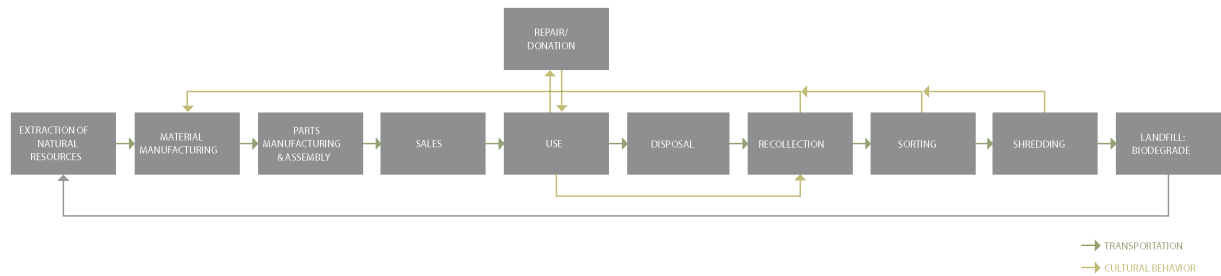 REPAIR/
DONATION
EXTRACTION OF
NATURAL
RESOURCES
MATERIAL
MANUFACTURING
PARTS
MANUFACTURING
& ASSEMBLY
SALES
USE
DISPOSAL
RECOLLECTION
SORTING
SHREDDING
LANDFILL:
BIODEGRADE
TRANSPORTATION
CULTURAL BEHAVIOR